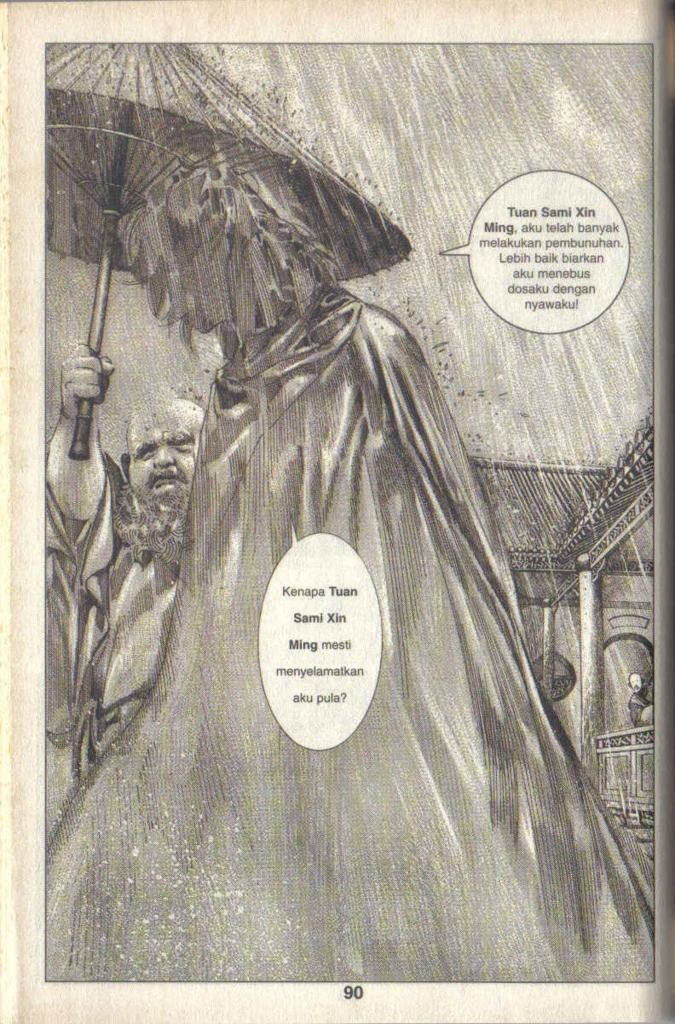 Tuan Sami Xin
Ming, aku telah banyak
melakukan pembunuhan.
Lebih baik biarkan
aku menebus
dosaku dengan
nyawaku!
Kenapa Tuan
Sami Xin
Ming mesti
menyelamatkan
aku pula?
90